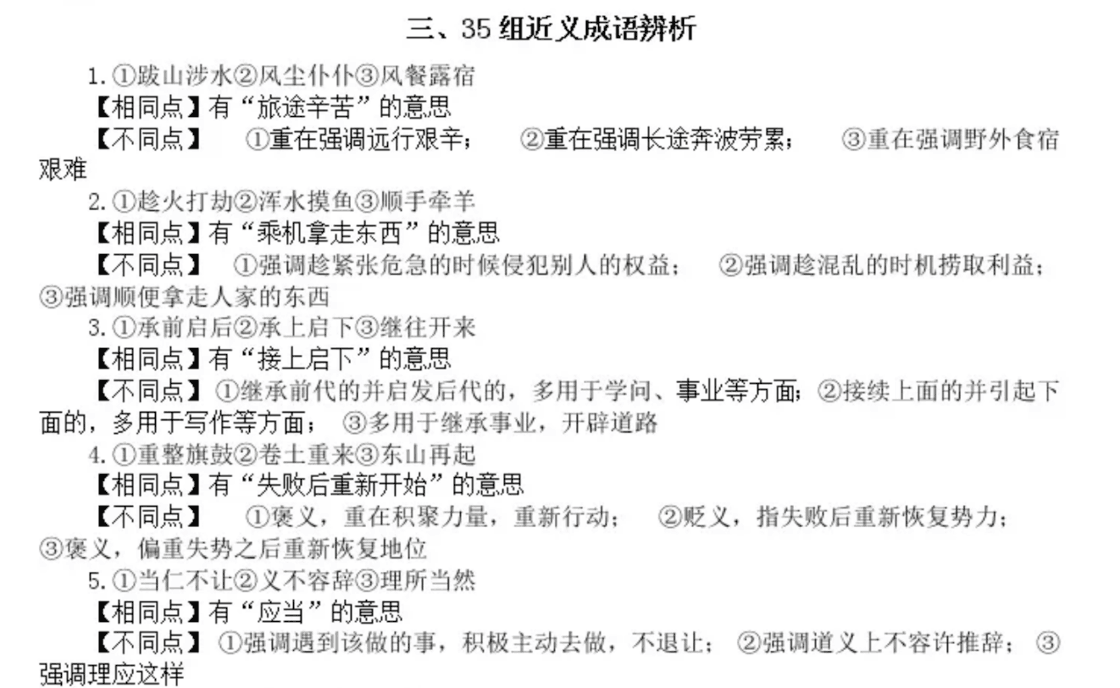 三、35组近义成语辨析
1.①跋山涉水②风尘仆仆③风餐露宿
【相同点】有“旅途辛苦”的意思
【不同点】 ①重在强调远行艰辛； ②重在强调长途奔波劳累； ③重在强调野外食宿
艰难
2.①趁火打劫②浑水摸鱼③顺手牵羊
【相同点】有“乘机拿走东西”的意思
【不同点】 ①强调趁紧张危急的时候侵犯别人的权益； ②强调趁混乱的时机捞取利益；
③强调顺便拿走人家的东西
3.①承前启后②承上启下③继往开来
【相同点】有“接上启下”的意思
【不同点】①继承前代的并启发后代的，多用于学问、事业等方面；②接续上面的并引起下
面的，多用于写作等方面； ③多用于继承事业，开辟道路
4.①重整旗鼓②卷土重来③东山再起
【相同点】有“失败后重新开始”的意思
【不同点】 ①褒义，重在积聚力量，重新行动； ②贬义，指失败后重新恢复势力；
③褒义，偏重失势之后重新恢复地位
5.①当仁不让②义不容辞③理所当然
【相同点】有“应当”的意思
【不同点】①强调遇到该做的事，积极主动去做，不退让； ②强调道义上不容许推辞； ③
强调理应这样